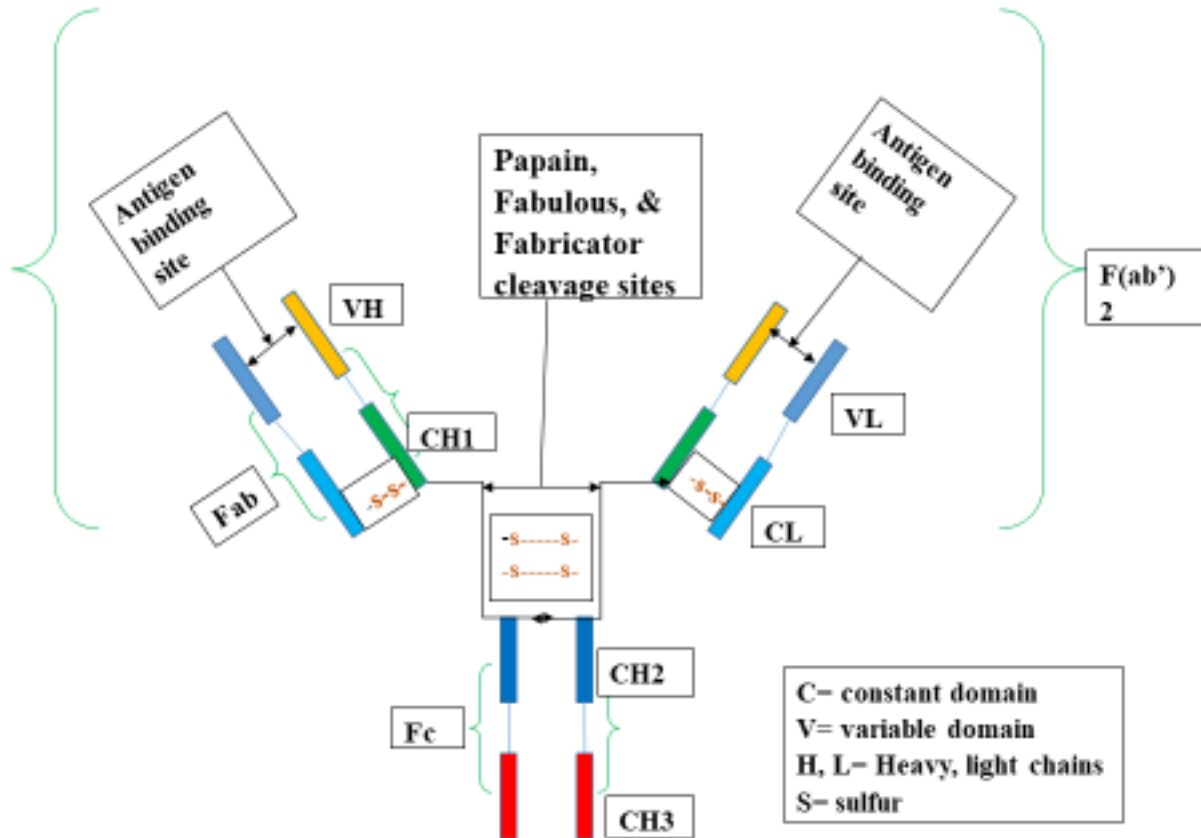 Antigen
binding
site
Papain,
Fabulous, &
Fabricator
cleavage sites
Antigen
binding
site
F(ab')
2
VH
VL
CH1
Fab
-S-S-
-S-S-
CL
-S-----S-
-S-----S-
CH2
Fc
CH3
C= constant domain
V= variable domain
H, L= Heavy, light chains
S= sulfur